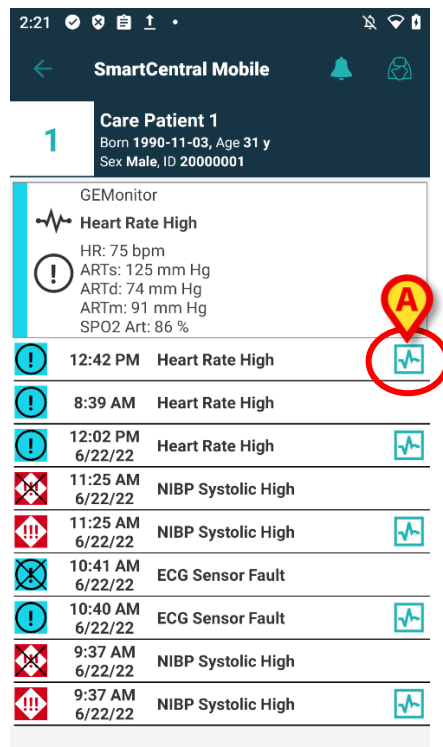 2:21
SmartCentral Mobile
1
Care Patient 1
Born 1990-11-03, Age 31 y
Sex Male, ID 20000001
GEMonitor
Heart Rate High
HR: 75 bpm
ARTs: 125 mm Hg
ARTd: 74 mm Hg
ARTm: 91 mm Hg
SPO2 Art: 86 %
A
12:42 PM Heart Rate High
8:39 AM Heart Rate High
12:02 PM
6/22/22
Heart Rate High
11:25 AM
6/22/22
NIBP Systolic High
11:25 AM
6/22/22
NIBP Systolic High
10:41 AM
6/22/22
ECG Sensor Fault
10:40 AM
6/22/22
ECG Sensor Fault
9:37 AM
6/22/22
NIBP Systolic High
9:37 AM
6/22/22
NIBP Systolic High